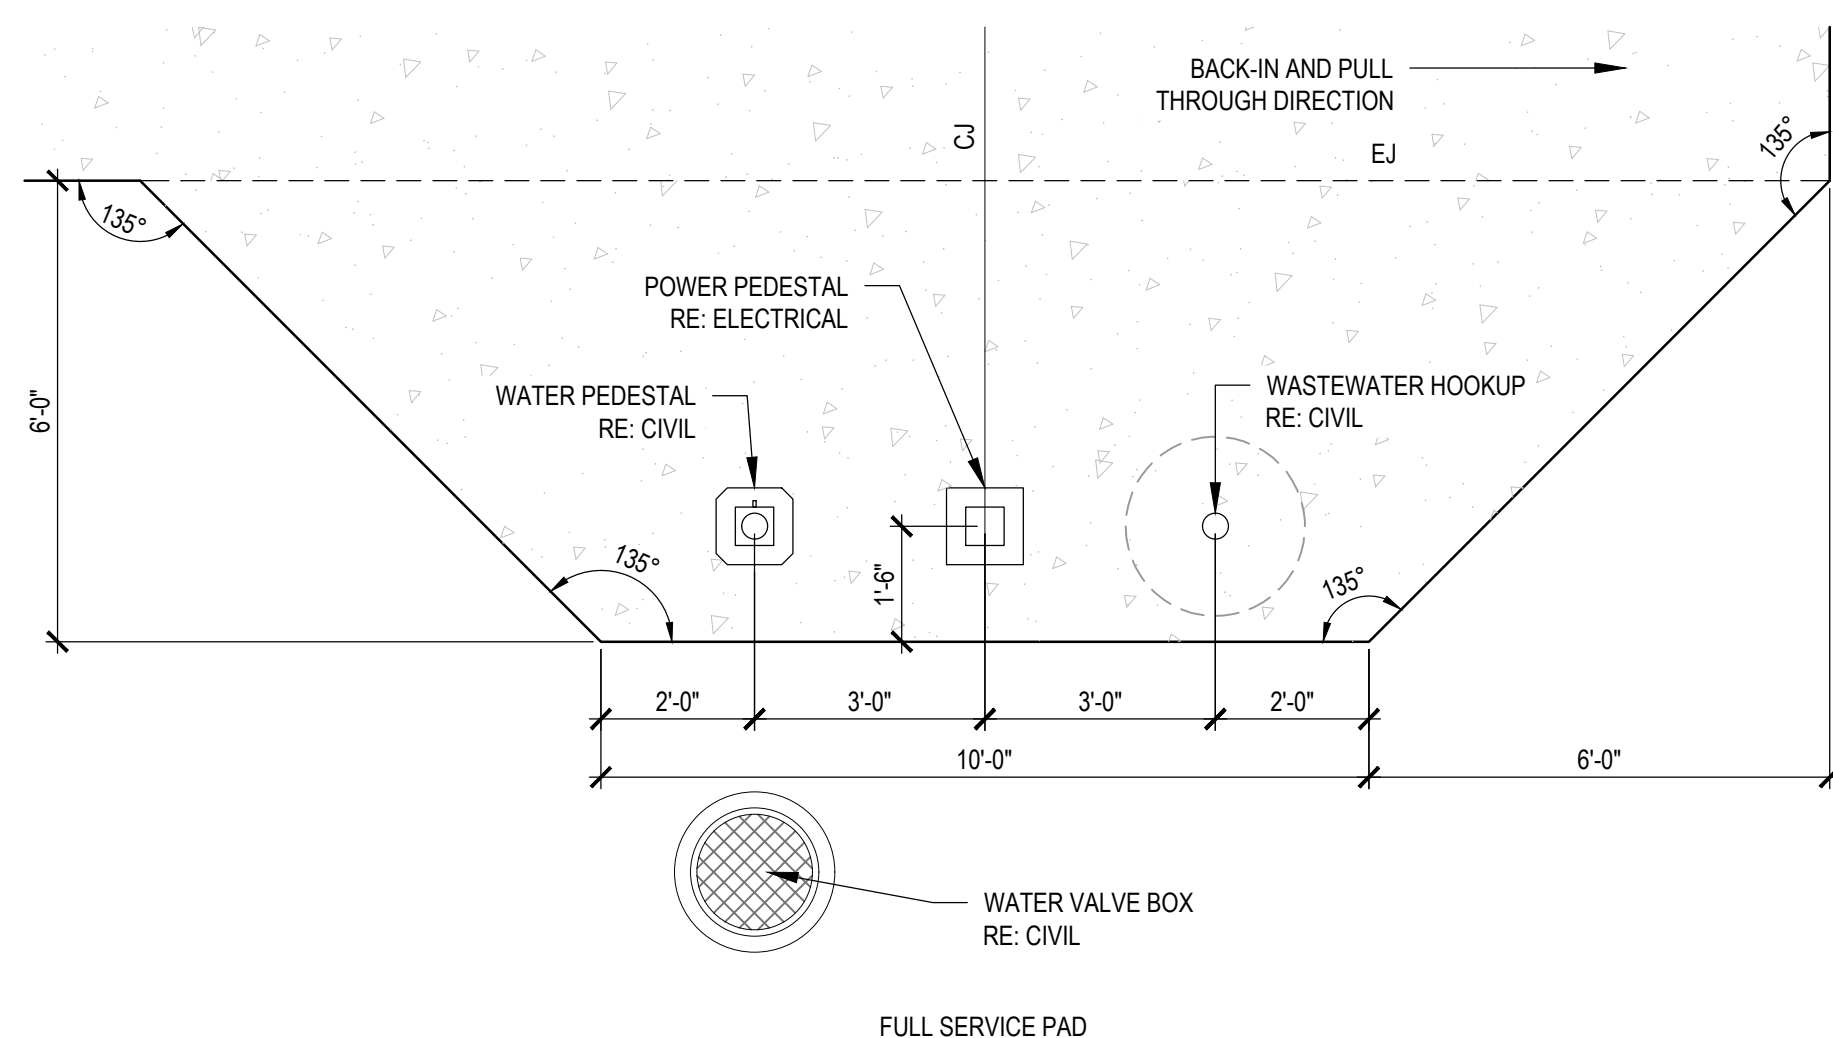 BACK-IN AND PULL
THROUGH DIRECTION
CJ
EJ
135°
135°
POWER PEDESTAL
RE: ELECTRICAL
WATER PEDESTAL
RE: CIVIL
WASTEWATER HOOKUP
RE: CIVIL
6'-0"
135°
1'-6"
135°
2'-0"
3'-0"
3'-0"
2'-0"
10'-0"
6'-0"
WATER VALVE BOX
RE: CIVIL
FULL SERVICE PAD